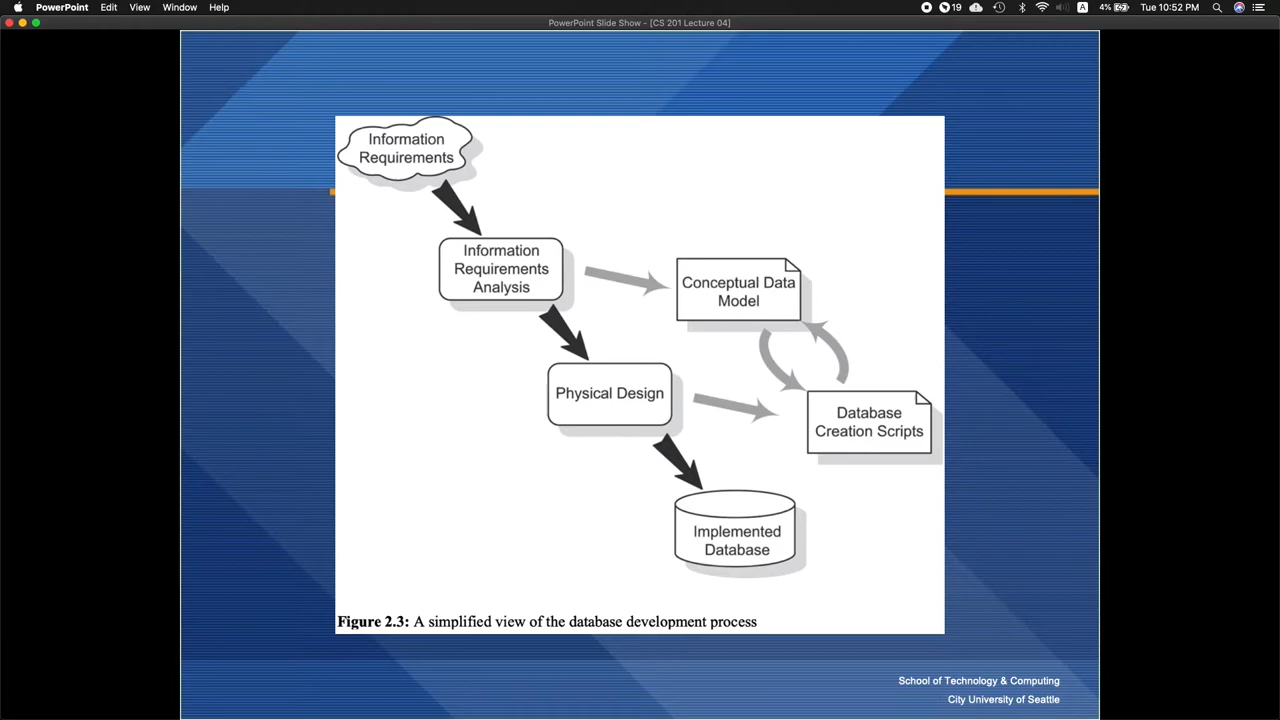 PowerPoint Edit View Window Help
19 A 4% Tue 10:52 PM
PowerPoint Slide Show - [CS 201 Lecture 04]
Information
Requirements
Information
Requirements
Analysis
Conceptual Data
Model
Physical Design
Database
Creation Scripts
Implemented
Database
Figure 2.3: A simplified view of the database development process
School of Technology & Computing
City University of Seattle